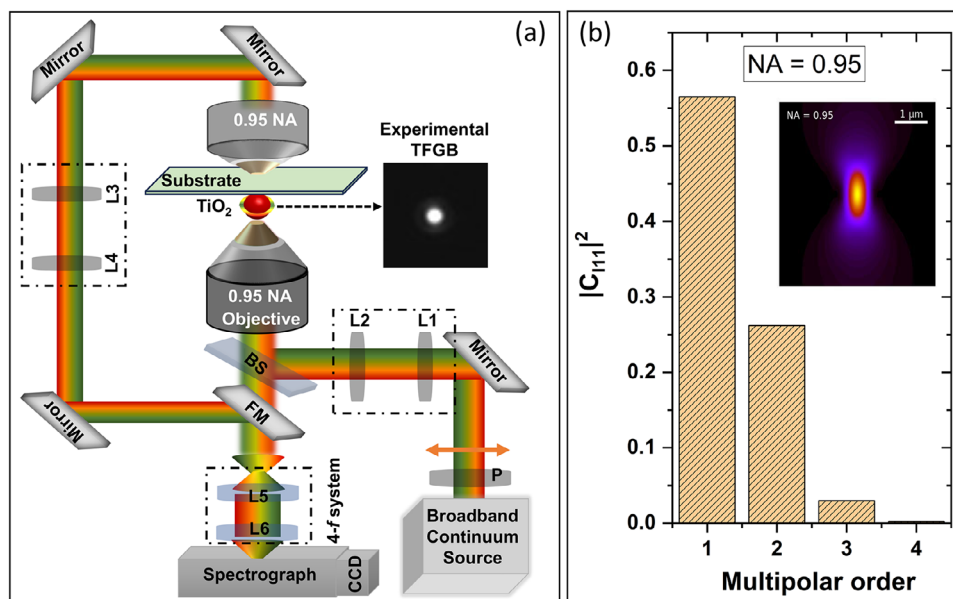 (a)
Mirror
Mirror
0.95 NA
Experimental
TFGB
Substrate
TiO₂
L3
L4
0.95 NA
Objective
L2
L1
Mirror
BS
FM
Mirror
P
L5
L6
4-f system
Broadband
Continuum
Source
Spectrograph
CCD
(b)
NA = 0.95
NA = 0.95
1 µm
0.6
0.5
0.4
0.3
0.2
0.1
0.0
|C_l11|²
1 2 3 4
Multipolar order